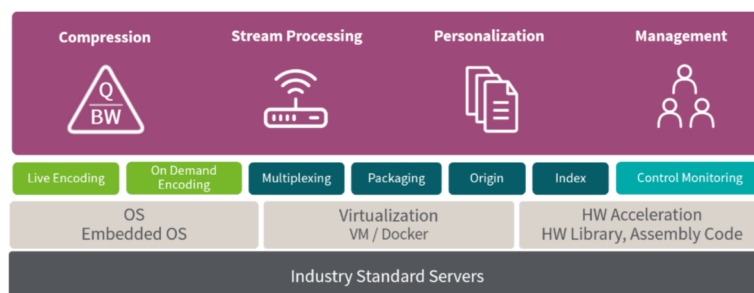 Compression
Stream Processing
Personalization
Management
Q
BW
Live Encoding
On Demand
Encoding
Multiplexing
Packaging
Origin
Index
Control Monitoring
OS
Embedded OS
Virtualization
VM / Docker
HW Acceleration
HW Library, Assembly Code
Industry Standard Servers